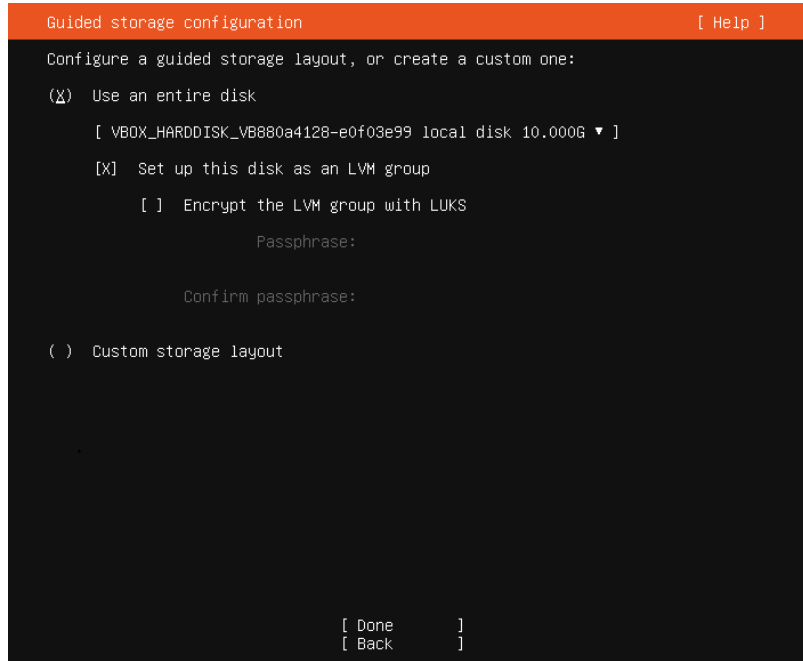 Guided storage configuration [ Help ]
Configure a guided storage layout, or create a custom one:
(X) Use an entire disk
[ VBOX_HARDDISK_VB880a4128-e0f03e99 local disk 10.000G ▾ ]
[X] Set up this disk as an LVM group
[ ] Encrypt the LVM group with LUKS
Passphrase:
Confirm passphrase:
( ) Custom storage layout
[ Done ]
[ Back ]